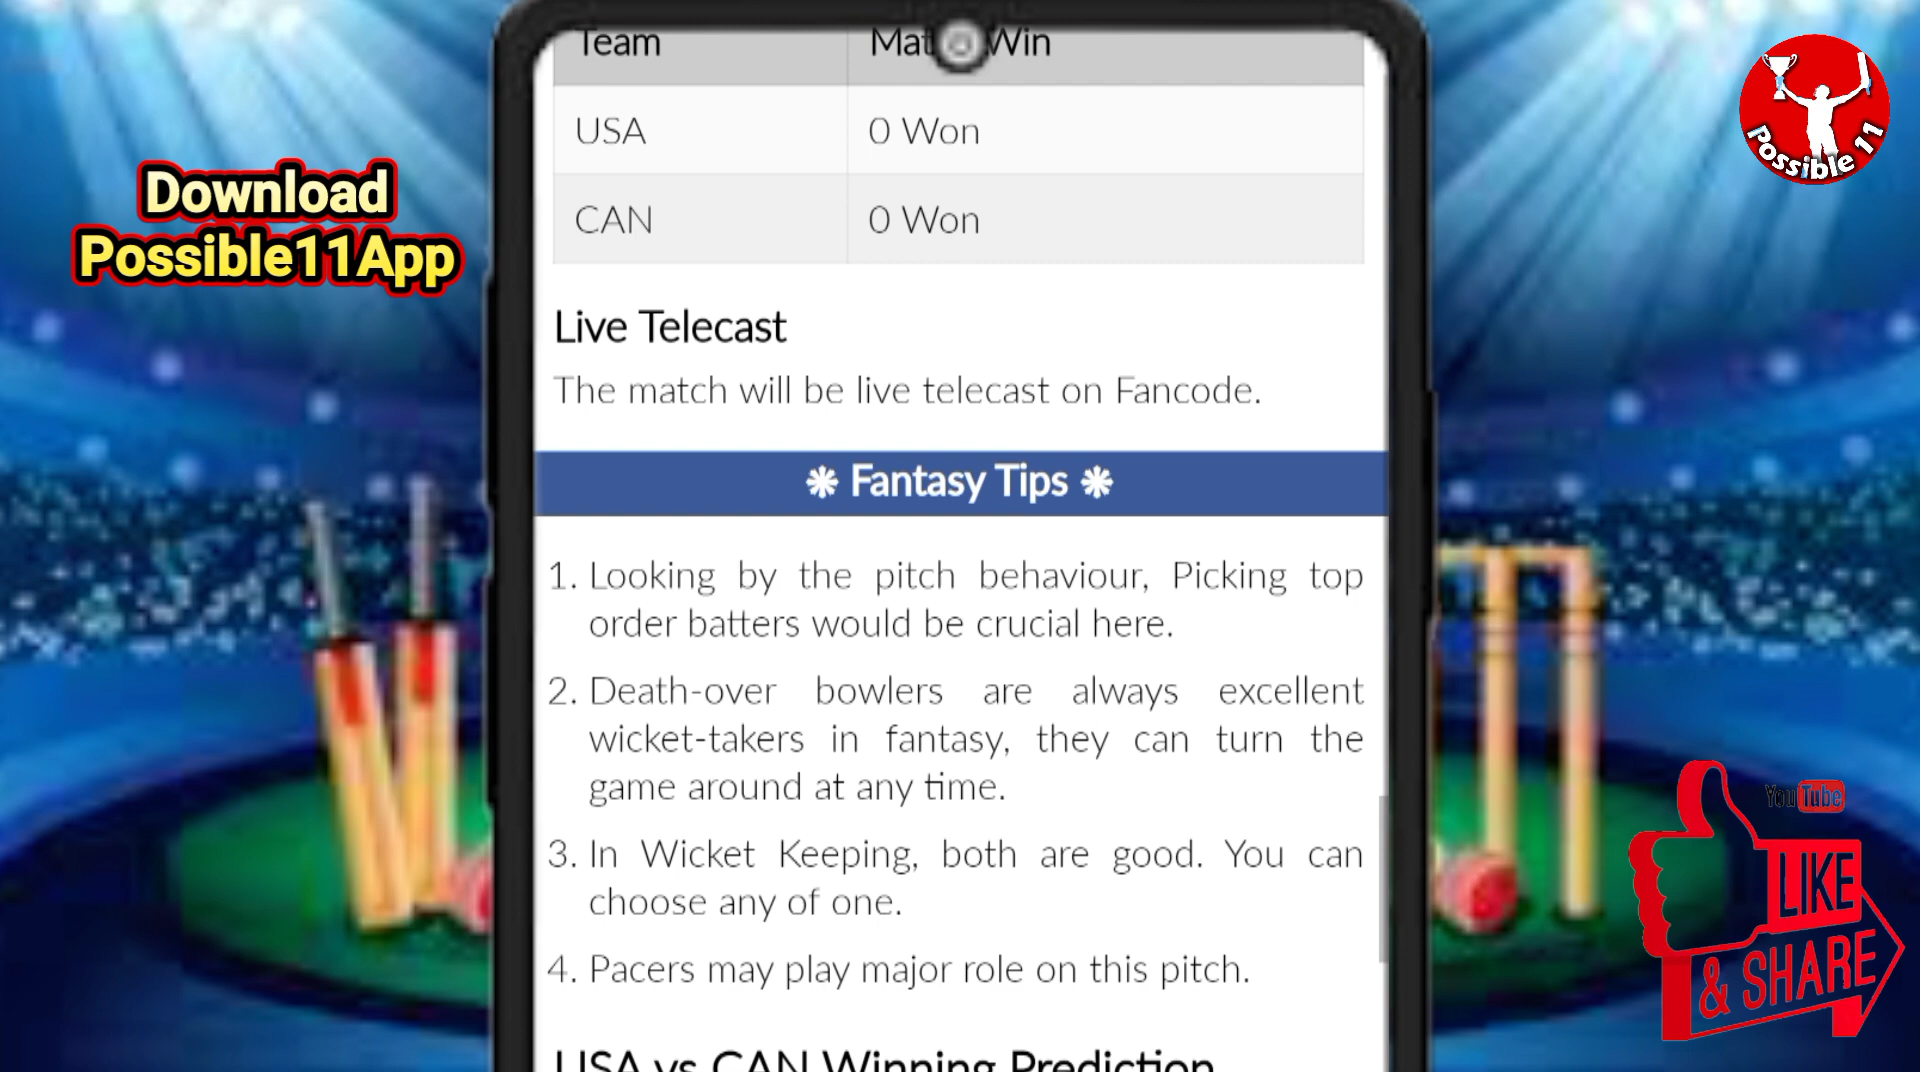 Team Match Win
USA 0 Won
CAN 0 Won
Live Telecast
The match will be live telecast on Fancode.
❋ Fantasy Tips ❋
1. Looking by the pitch behaviour, Picking top
order batters would be crucial here.
2. Death-over bowlers are always excellent
wicket-takers in fantasy, they can turn the
game around at any time.
3. In Wicket Keeping, both are good. You can
choose any of one.
4. Pacers may play major role on this pitch.
USA vs CAN Winning Prediction
Download
Possible11App
Possible 11
YouTube
LIKE
& SHARE